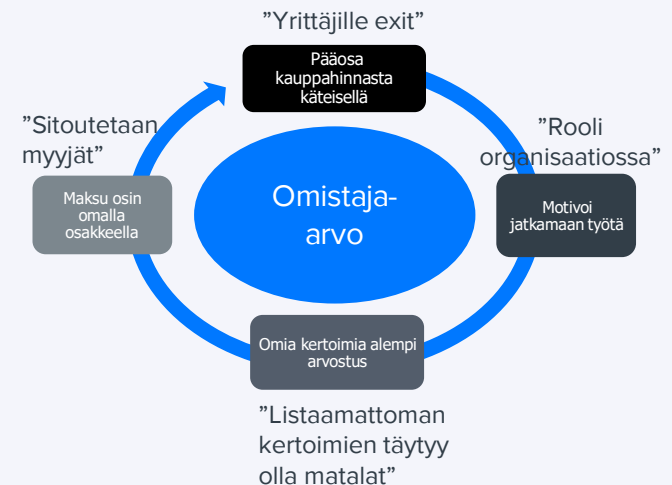 ”Yrittäjille exit”
Pääosa
kauppahinnasta
käteisellä
”Rooli
organisaatiossa”
Motivoi
jatkamaan työtä
”Sitoutetaan
myyjät”
Maksu osin
omalla
osakkeella
Omistaja-
arvo
Omia kertoimia alempi
arvostus
”Listaamattoman
kertoimien täytyy
olla matalat”